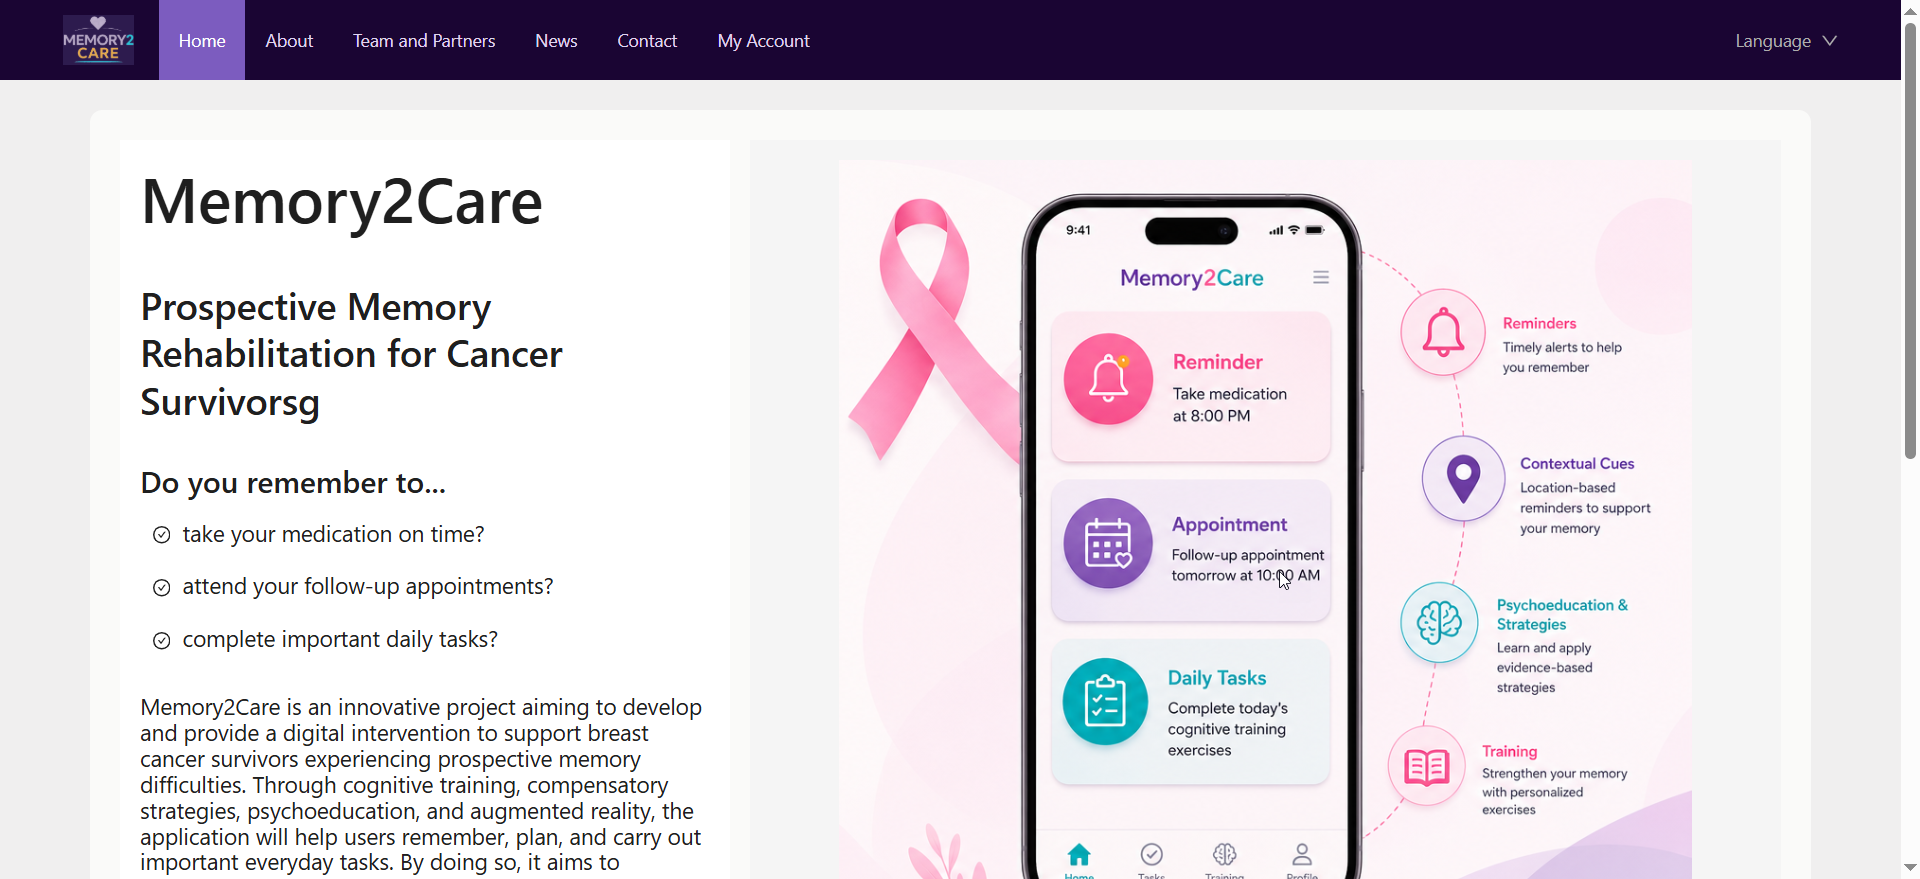 MEMORY2
CARE
Home
About
Team and Partners
News
Contact
My Account
Language
Memory2Care
Prospective Memory
Rehabilitation for Cancer
Survivorsg
Do you remember to...
take your medication on time?
attend your follow-up appointments?
complete important daily tasks?
Memory2Care is an innovative project aiming to develop
and provide a digital intervention to support breast
cancer survivors experiencing prospective memory
difficulties. Through cognitive training, compensatory
strategies, psychoeducation, and augmented reality, the
application will help users remember, plan, and carry out
important everyday tasks. By doing so, it aims to
9:41
Memory2Care
Reminder
Take medication
at 8:00 PM
Appointment
Follow-up appointment
tomorrow at 10:00 AM
Daily Tasks
Complete today's
cognitive training
exercises
Home
Tasks
Training
Profile
Reminders
Timely alerts to help
you remember
Contextual Cues
Location-based
reminders to support
your memory
Psychoeducation &
Strategies
Learn and apply
evidence-based
strategies
Training
Strengthen your memory
with personalized
exercises